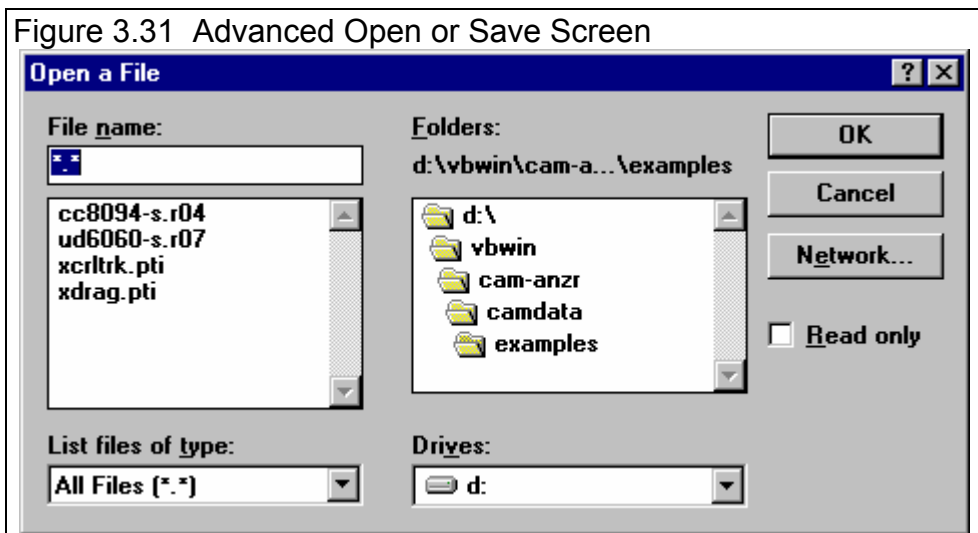 Figure 3.31  Advanced Open or Save Screen
Open a File
File name:
*.*
cc8094-s.r04
ud6060-s.r07
xcrltrk.pti
xdrag.pti
List files of type:
All Files (*.*)
Folders:
d:\vbwin\cam-a...\examples
d:\
vbwin
cam-anzr
camdata
examples
Drives:
d:
OK
Cancel
Network...
Read only